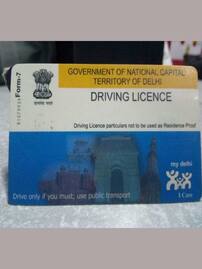 Form-7
GOVERNMENT OF NATIONAL CAPITAL
TERRITORY OF DELHI
DRIVING LICENCE
Driving Licence particulars not to be used as Residence Proof
my delhi
I Care
Drive only if you must; use public transport